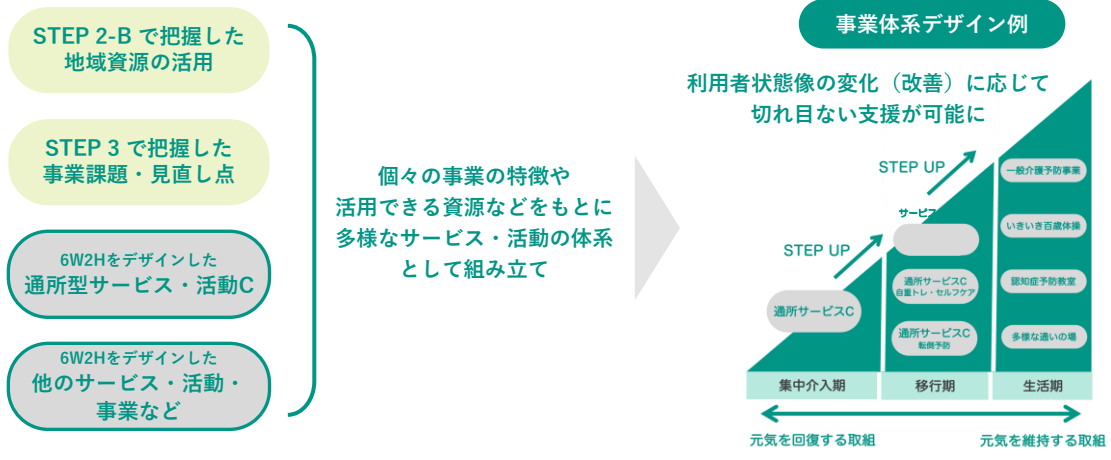 STEP 2-B で把握した
地域資源の活用
STEP 3 で把握した
事業課題・見直し点
6W2Hをデザインした
通所型サービス・活動C
6W2Hをデザインした
他のサービス・活動・
事業など
個々の事業の特徴や
活用できる資源などをもとに
多様なサービス・活動の体系
として組み立て
事業体系デザイン例
利用者状態像の変化（改善）に応じて
切れ目ない支援が可能に
STEP UP
STEP UP
通所サービスC
サービス
通所サービスC
自重トレ・セルフケア
通所サービスC
転倒予防
一般介護予防事業
いきいき百歳体操
認知症予防教室
多様な通いの場
集中介入期
移行期
生活期
元気を回復する取組
元気を維持する取組